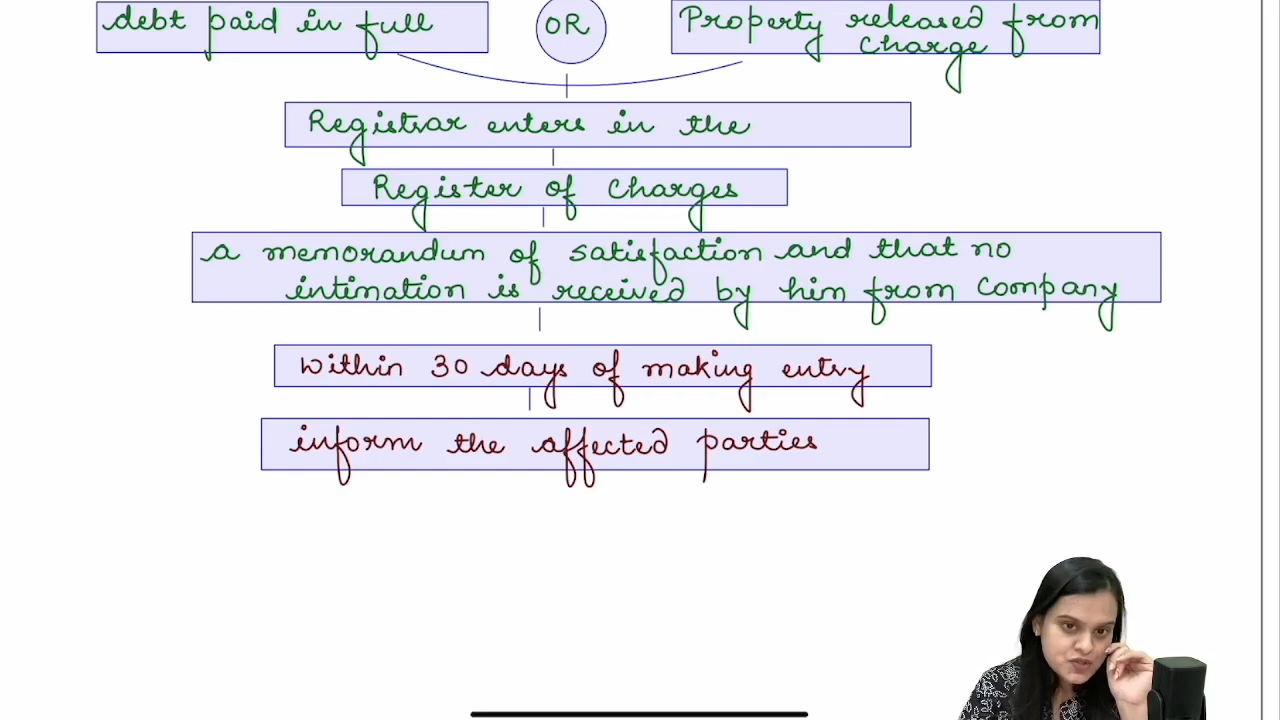 debt paid in full
OR
Property released from
charge
Registrar enters in the
Register of charges
a memorandum of satisfaction and that no
intimation is received by him from company
within 30 days of making entry
inform the affected parties